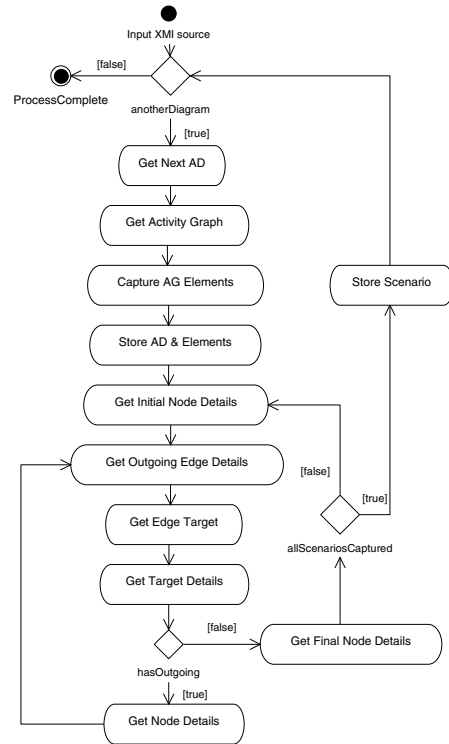 Input XMI source
[false]
ProcessComplete
anotherDiagram
[true]
Get Next AD
Get Activity Graph
Capture AG Elements
Store Scenario
Store AD & Elements
Get Initial Node Details
Get Outgoing Edge Details
[false]
[true]
Get Edge Target
allScenariosCaptured
Get Target Details
[false]
Get Final Node Details
hasOutgoing
[true]
Get Node Details